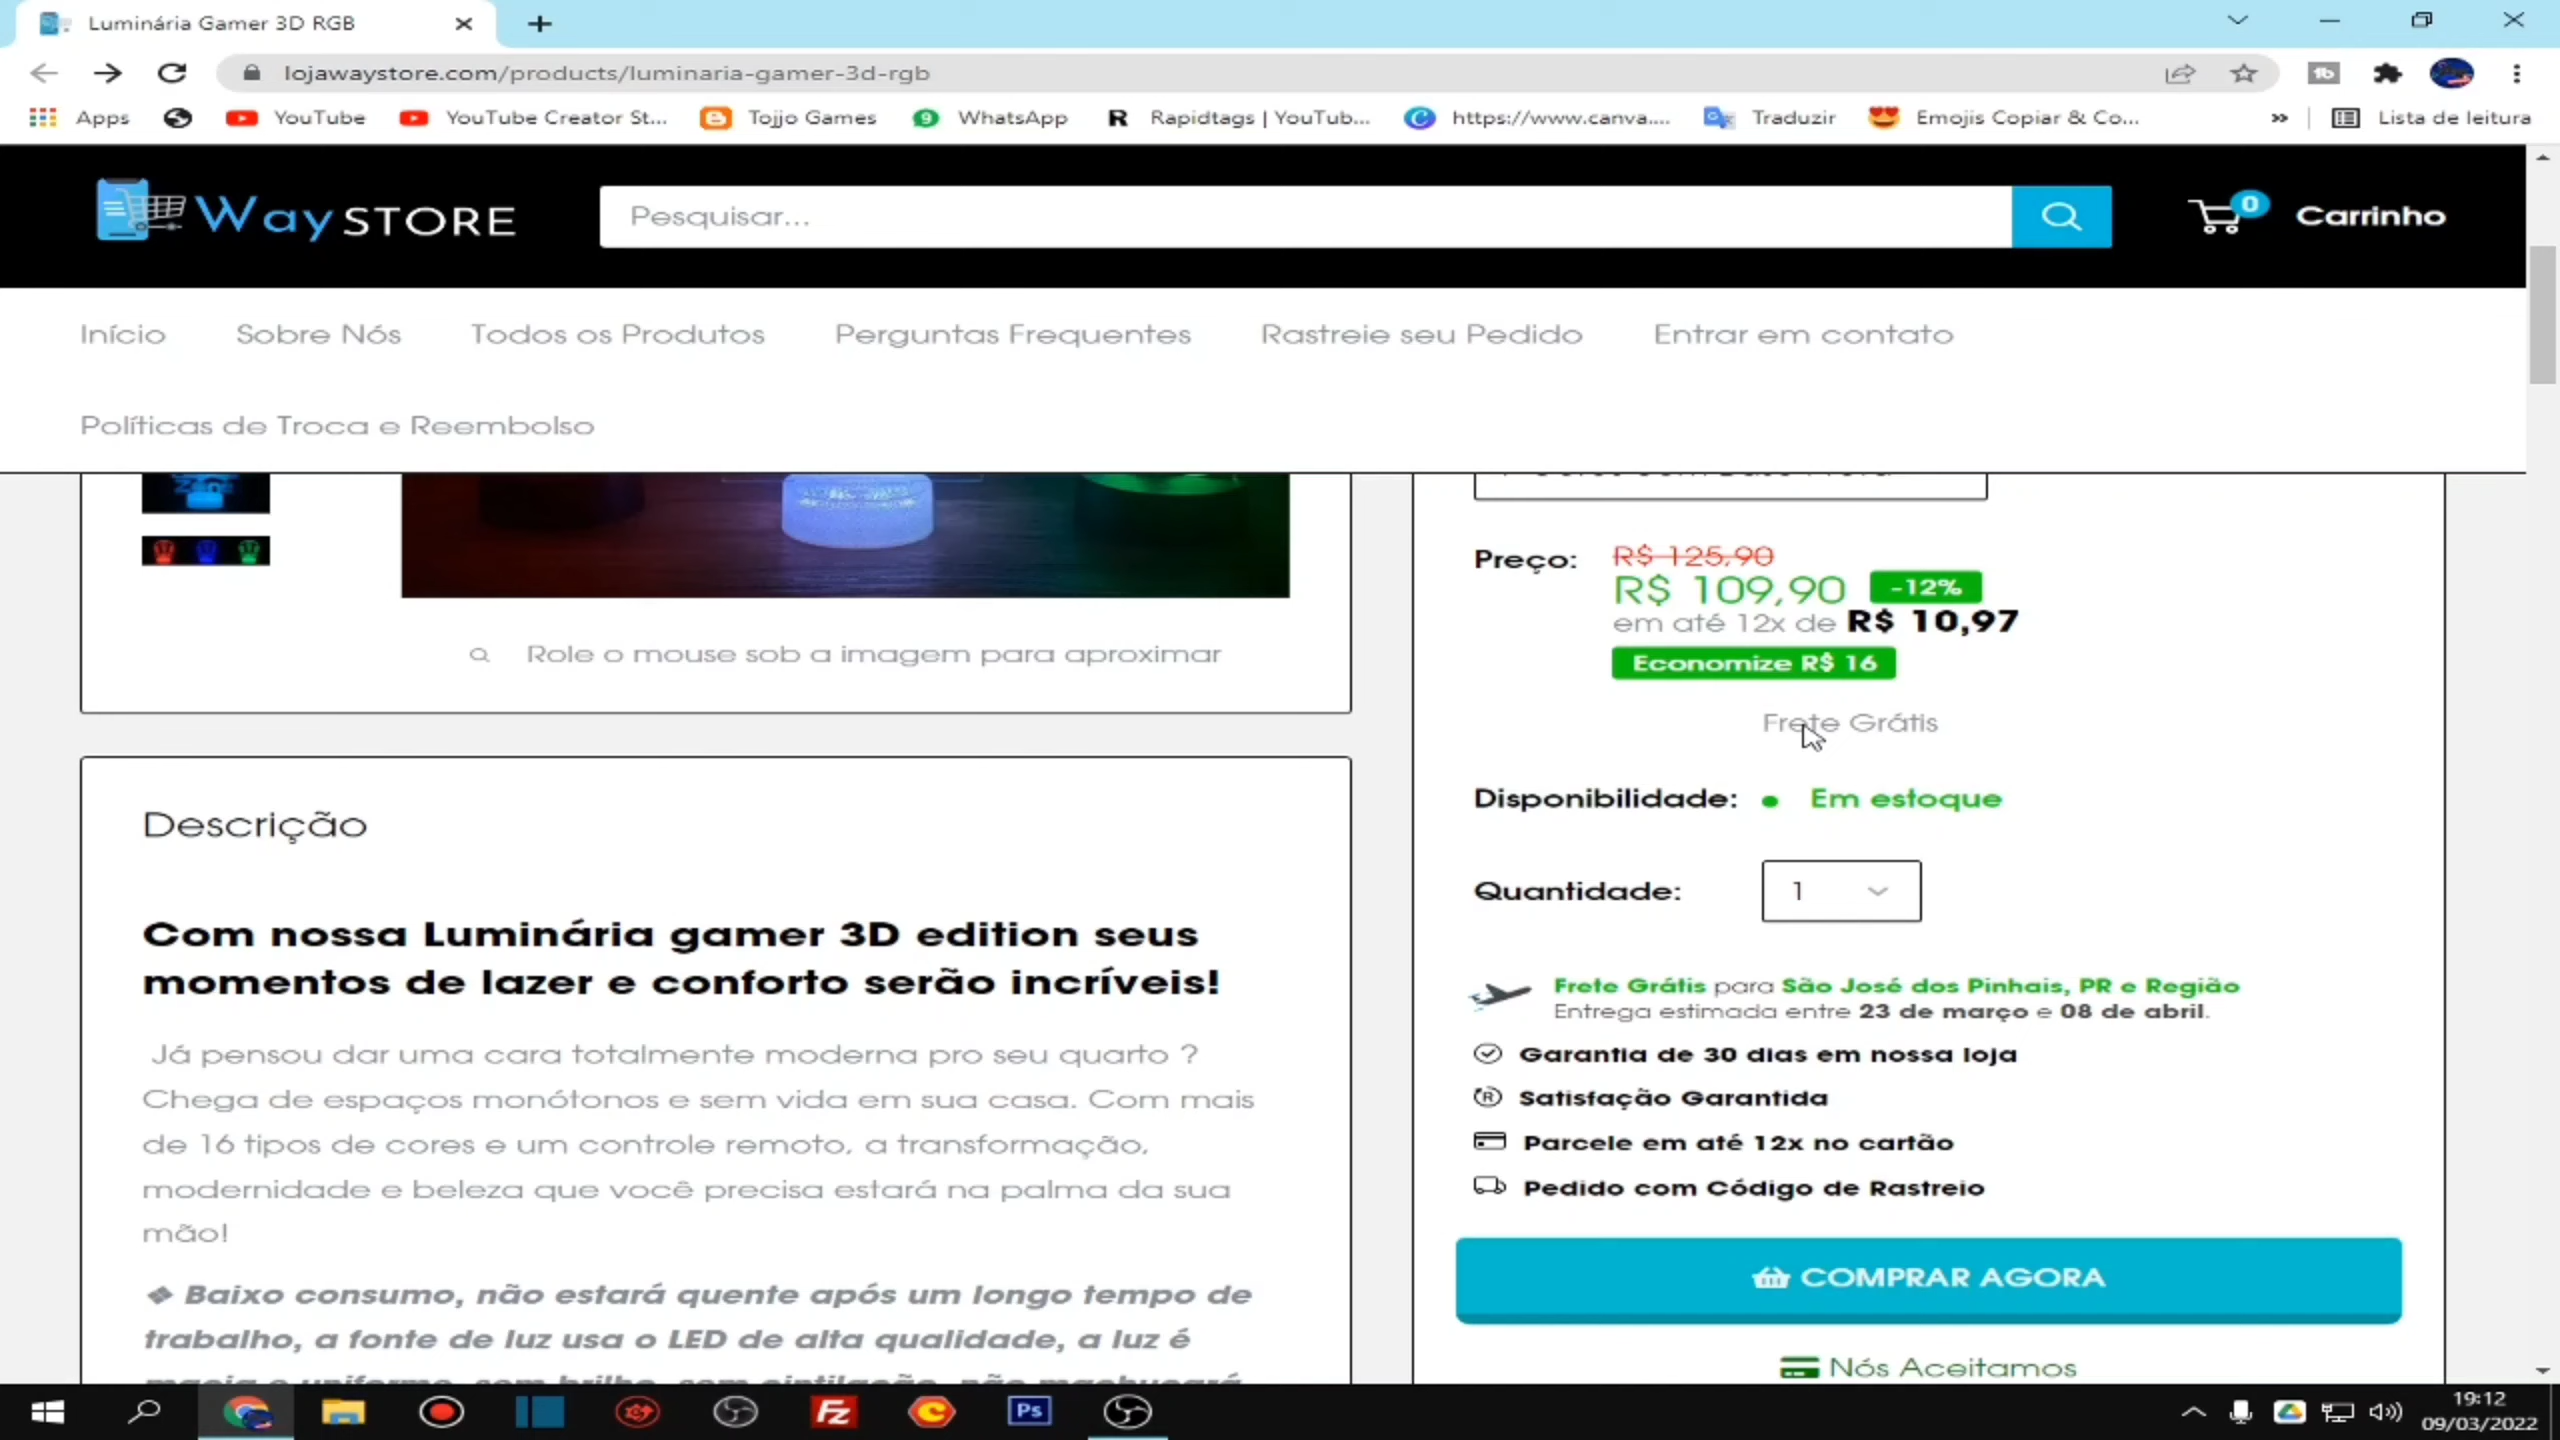 Luminária Gamer 3D RGB
lojawaystore.com/products/luminaria-gamer-3d-rgb
Apps YouTube YouTube Creator St... Tojjo Games WhatsApp Rapidtags | YouTub... https://www.canva.... Traduzir Emojis Copiar & Co... » Lista de leitura
Way STORE
Pesquisar...
0 Carrinho
Início Sobre Nós Todos os Produtos Perguntas Frequentes Rastreie seu Pedido Entrar em contato
Políticas de Troca e Reembolso
Role o mouse sob a imagem para aproximar
Descrição
Com nossa Luminária gamer 3D edition seus
momentos de lazer e conforto serão incríveis!
Já pensou dar uma cara totalmente moderna pro seu quarto ?
Chega de espaços monótonos e sem vida em sua casa. Com mais
de 16 tipos de cores e um controle remoto, a transformação,
modernidade e beleza que você precisa estará na palma da sua
mão!
❖ Baixo consumo, não estará quente após um longo tempo de
trabalho, a fonte de luz usa o LED de alta qualidade, a luz é
Preço: R$ 125,90
R$ 109,90 -12%
em até 12x de R$ 10,97
Economize R$ 16
Frete Grátis
Disponibilidade: Em estoque
Quantidade: 1
Frete Grátis para São José dos Pinhais, PR e Região
Entrega estimada entre 23 de março e 08 de abril.
Garantia de 30 dias em nossa loja
Satisfação Garantida
Parcele em até 12x no cartão
Pedido com Código de Rastreio
COMPRAR AGORA
Nós Aceitamos
Fz
Ps
19:12
09/03/2022